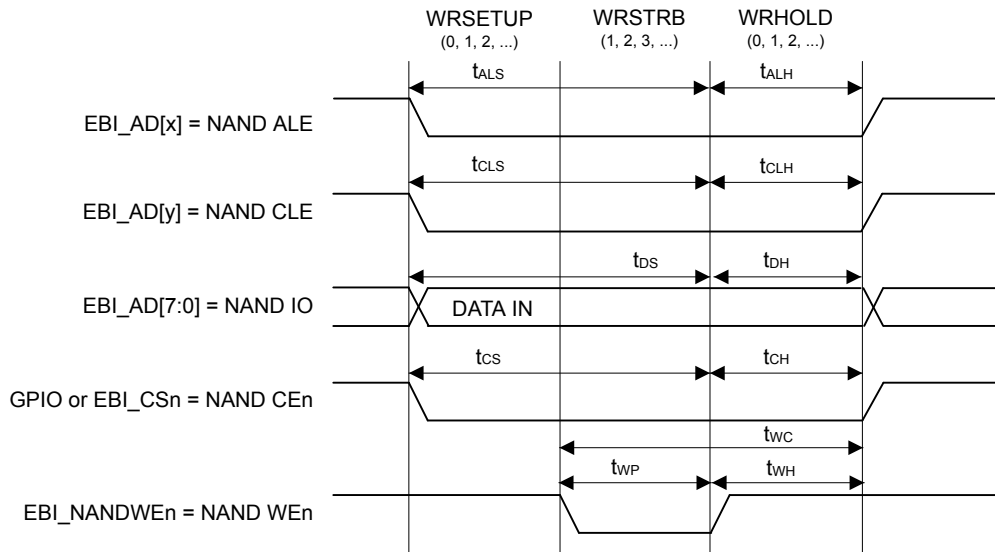 WRSETUP WRSTRB WRHOLD
(0, 1, 2, ...) (1, 2, 3, ...) (0, 1, 2, ...)
tALS tALH
EBI_AD[x] = NAND ALE
tCLS tCLH
EBI_AD[y] = NAND CLE
tDS tDH
EBI_AD[7:0] = NAND IO DATA IN
tCS tCH
GPIO or EBI_CSn = NAND CEn
tWC
tWP tWH
EBI_NANDWEn = NAND WEn